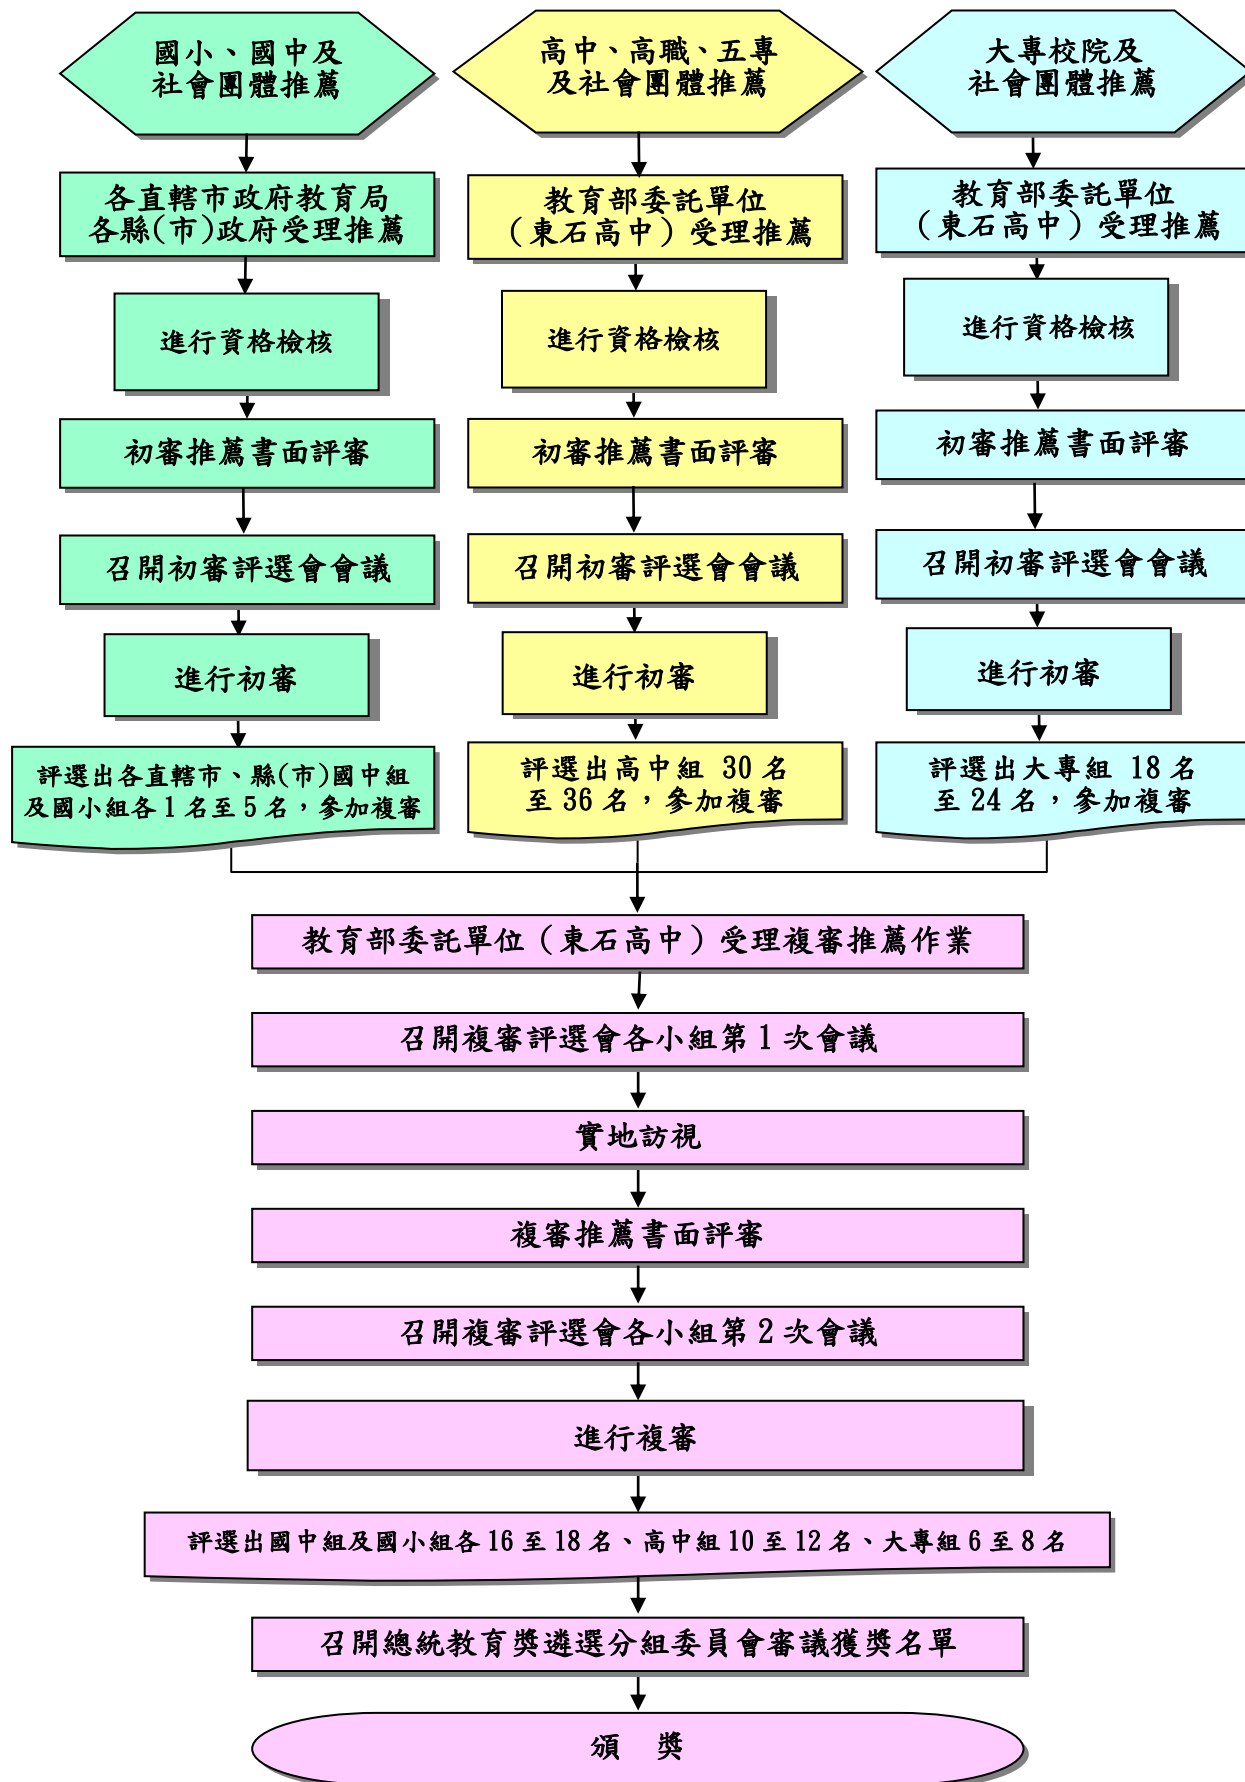 國小、國中及
社會團體推薦
各直轄市政府教育局
各縣(市)政府受理推薦
進行資格檢核
初審推薦書面評審
召開初審評選會會議
進行初審
評選出各直轄市、縣(市)國中組
及國小組各1名至5名，參加複審
高中、高職、五專
及社會團體推薦
教育部委託單位
（東石高中）受理推薦
進行資格檢核
初審推薦書面評審
召開初審評選會會議
進行初審
評選出高中組 30 名
至 36 名，參加複審
大專校院及
社會團體推薦
教育部委託單位
（東石高中）受理推薦
進行資格檢核
初審推薦書面評審
召開初審評選會會議
進行初審
評選出大專組 18 名
至 24 名，參加複審
教育部委託單位（東石高中）受理複審推薦作業
召開複審評選會各小組第 1 次會議
實地訪視
複審推薦書面評審
召開複審評選會各小組第 2 次會議
進行複審
評選出國中組及國小組各 16 至 18 名、高中組 10 至 12 名、大專組 6 至 8 名
召開總統教育獎遴選分組委員會審議獲獎名單
頒 獎